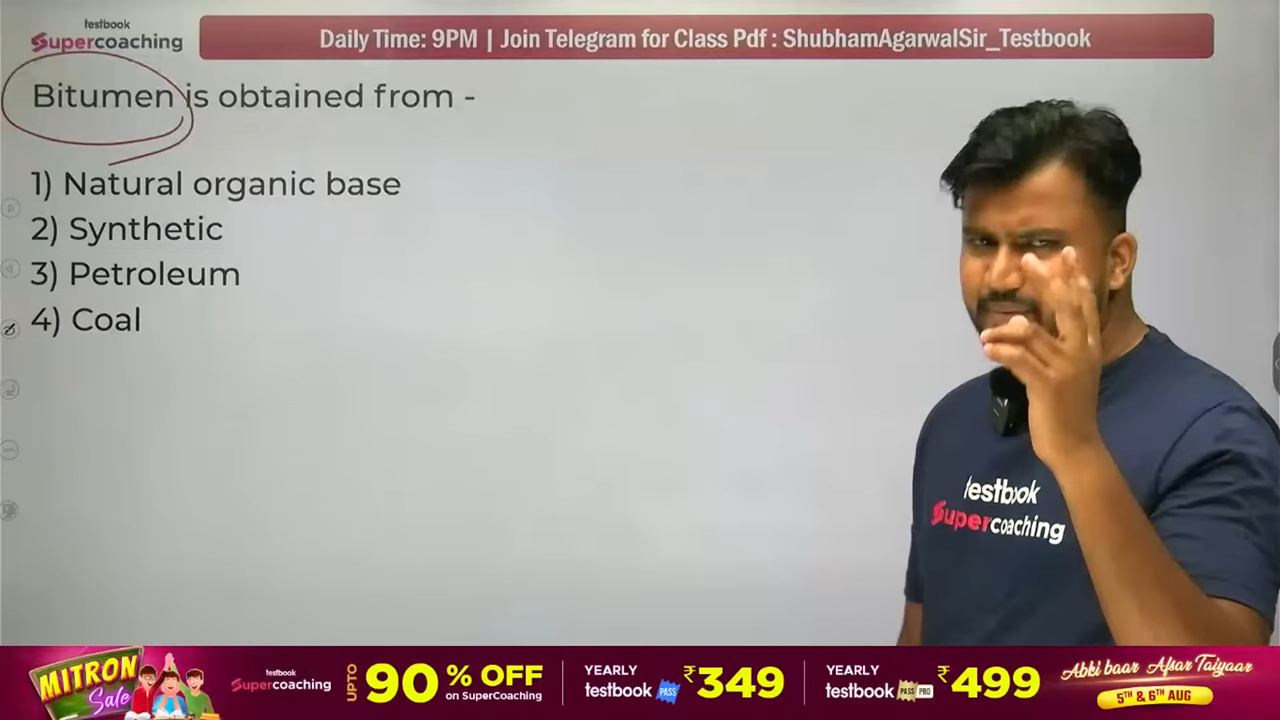 testbook
Supercoaching
Daily Time: 9PM | Join Telegram for Class Pdf : ShubhamAgarwalSir_Testbook
Bitumen is obtained from -
1) Natural organic base
2) Synthetic
3) Petroleum
4) Coal
testbook
Supercoaching
MITRON
Sale
testbook
Supercoaching
UPTO 90% OFF
on SuperCoaching
YEARLY
testbook PASS
₹349
YEARLY
testbook PASS PRO
₹499
Abki baar Afsar Taiyaar
5TH & 6TH AUG